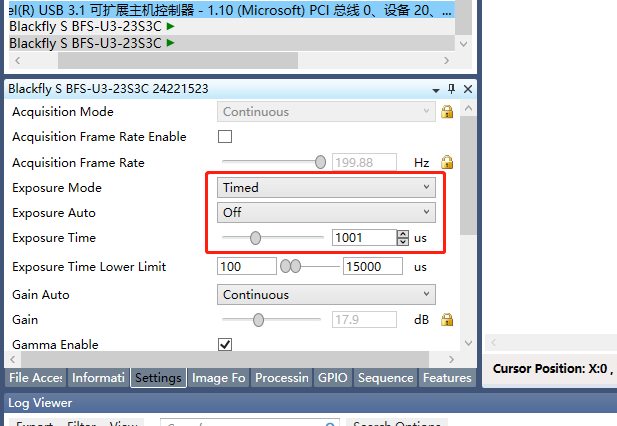 el(R) USB 3.1 可扩展主机控制器 - 1.10 (Microsoft) PCI 总线 0、设备 20、...
Blackfly S BFS-U3-23S3C
Blackfly S BFS-U3-23S3C
Blackfly S BFS-U3-23S3C 24221523
Acquisition Mode Continuous
Acquisition Frame Rate Enable
Acquisition Frame Rate 199.88 Hz
Exposure Mode Timed
Exposure Auto Off
Exposure Time 1001 us
Exposure Time Lower Limit 100 15000 us
Gain Auto Continuous
Gain 17.9 dB
Gamma Enable
File Acces Informati Settings Image Fo Processin GPIO Sequence Features
Cursor Position: X:0 ,
Log Viewer
Export Filter View Search Options